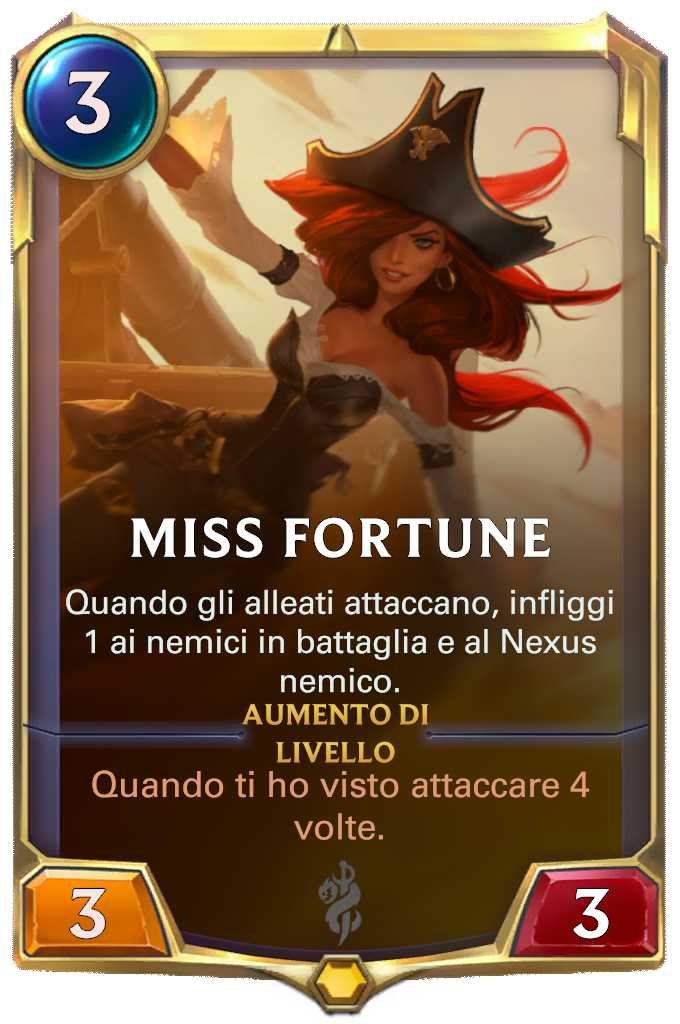 3
MISS FORTUNE
Quando gli alleati attaccano, infliggi
1 ai nemici in battaglia e al Nexus
nemico.
AUMENTO DI
LIVELLO
Quando ti ho visto attaccare 4
volte.
3
3